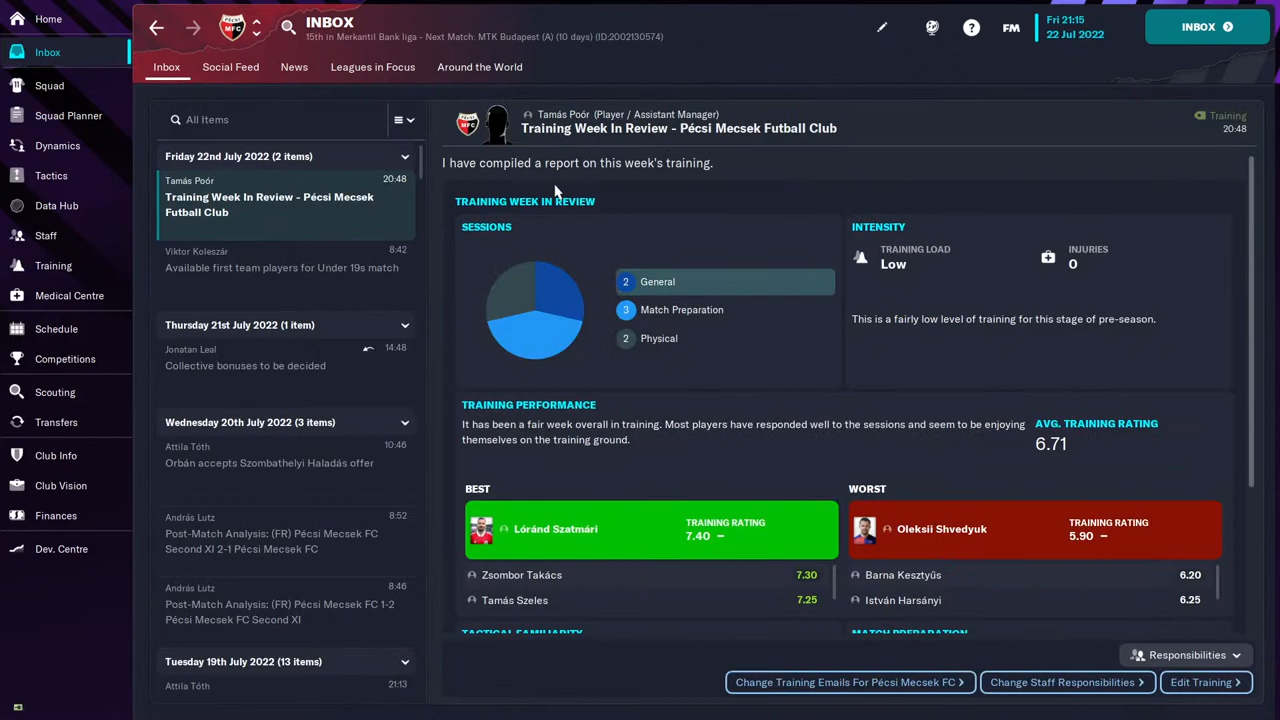 Home
Inbox
Squad
Squad Planner
Dynamics
Tactics
Data Hub
Staff
Training
Medical Centre
Schedule
Competitions
Scouting
Transfers
Club Info
Club Vision
Finances
Dev. Centre
PÉCSI
MFC
INBOX
15th in Merkantil Bank liga - Next Match: MTK Budapest (A) (10 days) (ID:2002130574)
?
FM
Fri 21:15
22 Jul 2022
INBOX
Inbox
Social Feed
News
Leagues in Focus
Around the World
All Items
Friday 22nd July 2022 (2 items)
Tamás Poór 20:48
Training Week In Review - Pécsi Mecsek
Futball Club
Viktor Koleszár 8:42
Available first team players for Under 19s match
Thursday 21st July 2022 (1 item)
Jonatan Leal 14:48
Collective bonuses to be decided
Wednesday 20th July 2022 (3 items)
Attila Tóth 10:46
Orbán accepts Szombathelyi Haladás offer
András Lutz 8:52
Post-Match Analysis: (FR) Pécsi Mecsek FC
Second XI 2-1 Pécsi Mecsek FC
András Lutz 8:46
Post-Match Analysis: (FR) Pécsi Mecsek FC 1-2
Pécsi Mecsek FC Second XI
Tuesday 19th July 2022 (13 items)
Attila Tóth 21:13
Tamás Poór (Player / Assistant Manager)
Training Week In Review - Pécsi Mecsek Futball Club
Training
20:48
I have compiled a report on this week's training.
TRAINING WEEK IN REVIEW
SESSIONS
2 General
3 Match Preparation
2 Physical
INTENSITY
TRAINING LOAD
Low
INJURIES
0
This is a fairly low level of training for this stage of pre-season.
TRAINING PERFORMANCE
It has been a fair week overall in training. Most players have responded well to the sessions and seem to be enjoying
themselves on the training ground.
AVG. TRAINING RATING
6.71
BEST
Lóránd Szatmári
TRAINING RATING
7.40 –
Zsombor Takács 7.30
Tamás Szeles 7.25
WORST
Oleksii Shvedyuk
TRAINING RATING
5.90 –
Barna Kesztyűs 6.20
István Harsányi 6.25
TACTICAL FAMILIARITY
MATCH PREPARATION
Responsibilities
Change Training Emails For Pécsi Mecsek FC >
Change Staff Responsibilities >
Edit Training >